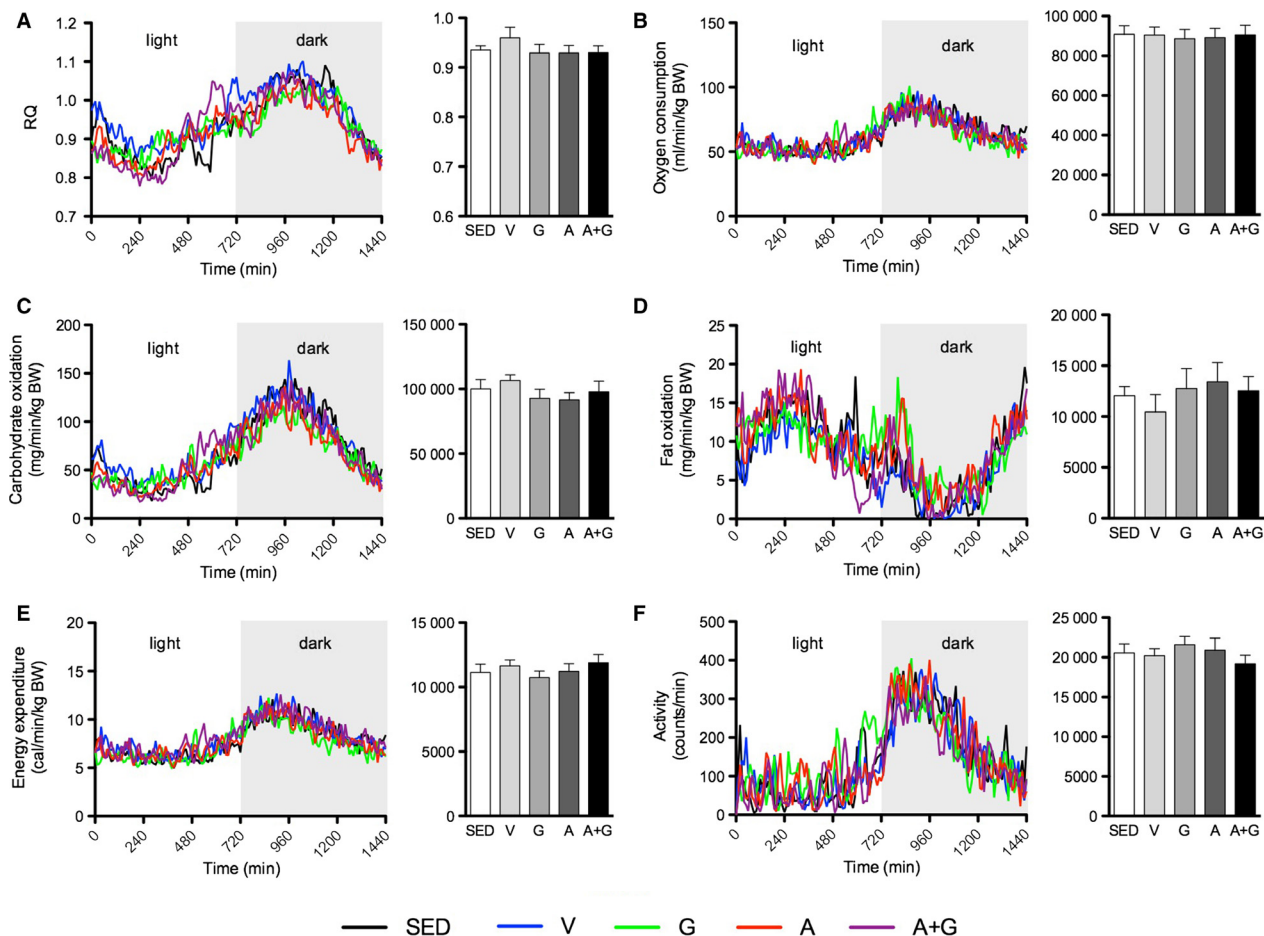 A
RQ
1.2
1.1
1.0
0.9
0.8
0.7
light
dark
0
240
480
720
960
1200
1440
Time (min)
1.0
0.9
0.8
0.7
0.6
SED V G A A+G
B
Oxygen consumption
(ml/min/kg BW)
150
100
50
0
light
dark
0
240
480
720
960
1200
1440
Time (min)
100 000
80 000
60 000
40 000
20 000
0
SED V G A A+G
C
Carbohydrate oxidation
(mg/min/kg BW)
200
150
100
50
0
light
dark
0
240
480
720
960
1200
1440
Time (min)
150 000
100 000
50 000
0
SED V G A A+G
D
Fat oxidation
(mg/min/kg BW)
25
20
15
10
5
0
light
dark
0
240
480
720
960
1200
1440
Time (min)
20 000
15 000
10 000
5000
0
SED V G A A+G
E
Energy expenditure
(cal/min/kg BW)
20
15
10
5
0
light
dark
0
240
480
720
960
1200
1440
Time (min)
15 000
10 000
5000
0
SED V G A A+G
F
Activity
(counts/min)
500
400
300
200
100
0
light
dark
0
240
480
720
960
1200
1440
Time (min)
25 000
20 000
15 000
10 000
5000
0
SED V G A A+G
SED V G A A+G